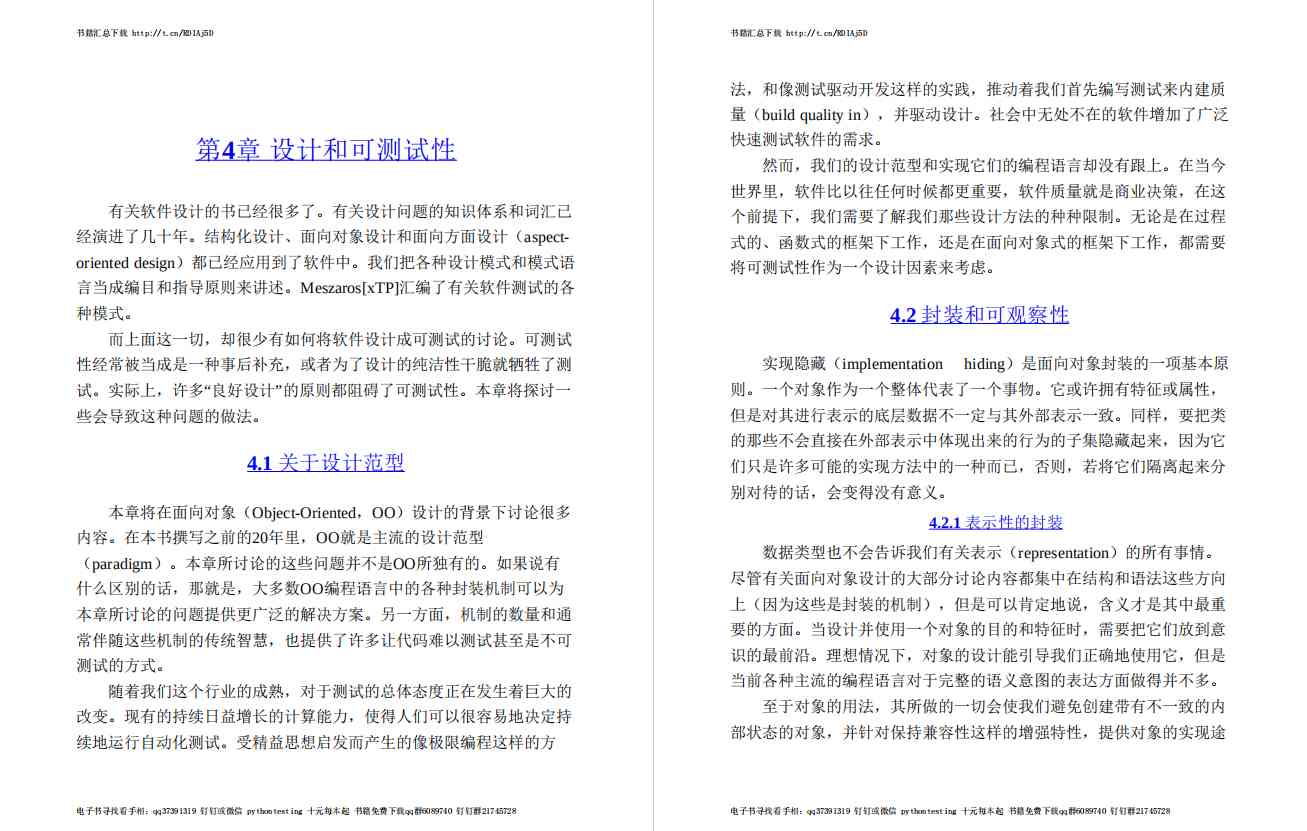 书籍汇总下载 http://t.cn/RDIAj5D
第4章 设计和可测试性
有关软件设计的书已经很多了。有关设计问题的知识体系和词汇已
经演进了几十年。结构化设计、面向对象设计和面向方面设计（aspect-
oriented design）都已经应用到了软件中。我们把各种设计模式和模式语
言当成编目和指导原则来讲述。Meszaros[xTP]汇编了有关软件测试的各
种模式。
而上面这一切，却很少有如何将软件设计成可测试的讨论。可测试
性经常被当成是一种事后补充，或者为了设计的纯洁性干脆就牺牲了测
试。实际上，许多“良好设计”的原则都阻碍了可测试性。本章将探讨一
些会导致这种问题的做法。
4.1 关于设计范型
本章将在面向对象（Object-Oriented，OO）设计的背景下讨论很多
内容。在本书撰写之前的20年里，OO就是主流的设计范型
（paradigm）。本章所讨论的这些问题并不是OO所独有的。如果说有
什么区别的话，那就是，大多数OO编程语言中的各种封装机制可以为
本章所讨论的问题提供更广泛的解决方案。另一方面，机制的数量和通
常伴随这些机制的传统智慧，也提供了许多让代码难以测试甚至是不可
测试的方式。
随着我们这个行业的成熟，对于测试的总体态度正在发生着巨大的
改变。现有的持续日益增长的计算能力，使得人们可以很容易地决定持
续地运行自动化测试。受精益思想启发而产生的像极限编程这样的方
电子书寻找看手相：qq37391319 钉钉或微信 pythontesting 十元每本起 书籍免费下载qq群6089740 钉钉群21745728
书籍汇总下载 http://t.cn/RDIAj5D
法，和像测试驱动开发这样的实践，推动着我们首先编写测试来内建质
量（build quality in），并驱动设计。社会中无处不在的软件增加了广泛
快速测试软件的需求。
然而，我们的设计范型和实现它们的编程语言却没有跟上。在当今
世界里，软件比以往任何时候都更重要，软件质量就是商业决策，在这
个前提下，我们需要了解我们那些设计方法的种种限制。无论是在过程
式的、函数式的框架下工作，还是在面向对象式的框架下工作，都需要
将可测试性作为一个设计因素来考虑。
4.2 封装和可观察性
实现隐藏（implementation hiding）是面向对象封装的一项基本原
则。一个对象作为一个整体代表了一个事物。它或许拥有特征或属性，
但是对其进行表示的底层数据不一定与其外部表示一致。同样，要把类
的那些不会直接在外部表示中体现出来的行为的子集隐藏起来，因为它
们只是许多可能的实现方法中的一种而已，否则，若将它们隔离起来分
别对待的话，会变得没有意义。
4.2.1 表示性的封装
数据类型也不会告诉我们有关表示（representation）的所有事情。
尽管有关面向对象设计的大部分讨论内容都集中在结构和语法这些方向
上（因为这些是封装的机制），但是可以肯定地说，含义才是其中最重
要的方面。当设计并使用一个对象的目的和特征时，需要把它们放到意
识的最前沿。理想情况下，对象的设计能引导我们正确地使用它，但是
当前各种主流的编程语言对于完整的语义意图的表达方面做得并不多。
至于对象的用法，其所做的一切会使我们避免创建带有不一致的内
部状态的对象，并针对保持兼容性这样的增强特性，提供对象的实现途
电子书寻找看手相：qq37391319 钉钉或微信 pythontesting 十元每本起 书籍免费下载qq群6089740 钉钉群21745728